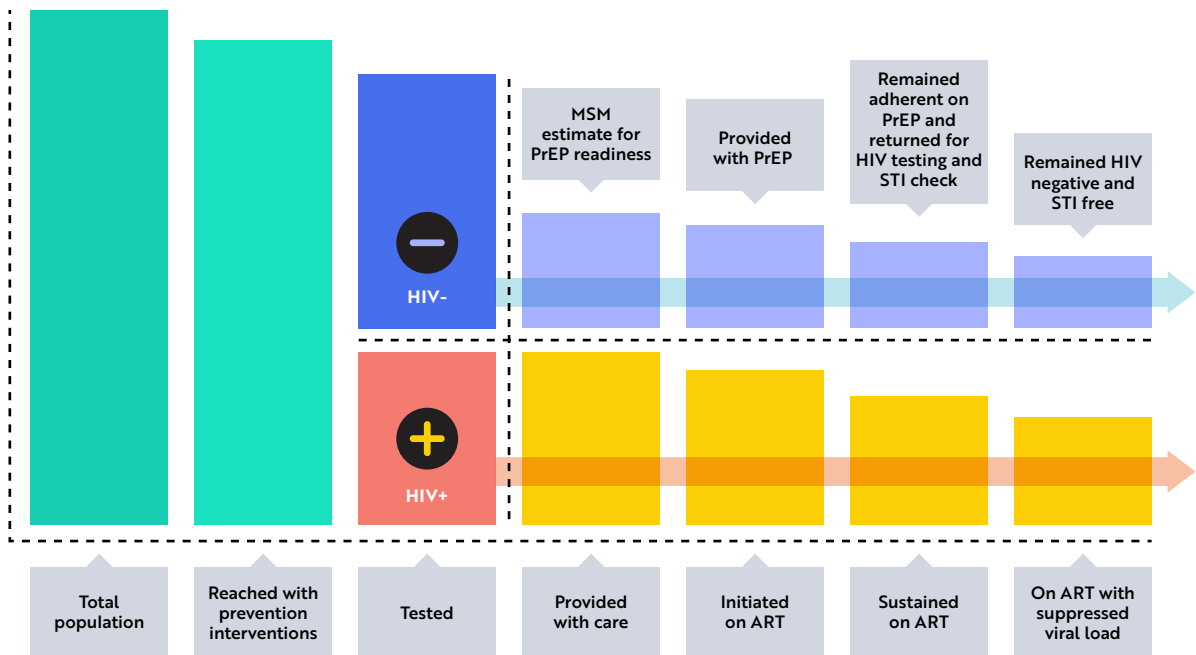 MSM
estimate for
PrEP readiness
Provided
with PrEP
Remained
adherent on
PrEP and
returned for
HIV testing and
STI check
Remained HIV
negative and
STI free
HIV-
HIV+
Total
population
Reached with
prevention
interventions
Tested
Provided
with care
Initiated
on ART
Sustained
on ART
On ART with
suppressed
viral load